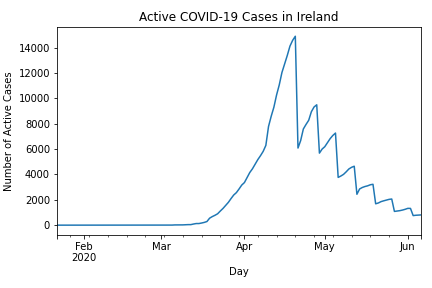 Active COVID-19 Cases in Ireland
14000
12000
10000
8000
6000
4000
2000
0
Number of Active Cases
Feb Mar Apr May Jun
2020
Day